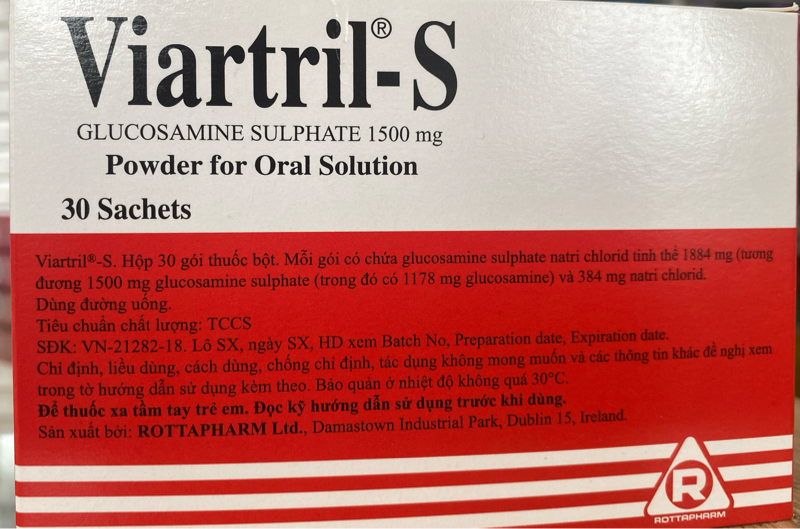 Viartril®-S
GLUCOSAMINE SULPHATE 1500 mg
Powder for Oral Solution
30 Sachets
Viartril®-S. Hộp 30 gói thuốc bột. Mỗi gói có chứa glucosamine sulphate natri chlorid tinh thể 1884 mg (tương
đương 1500 mg glucosamine sulphate (trong đó có 1178 mg glucosamine) và 384 mg natri chlorid.
Dùng đường uống.
Tiêu chuẩn chất lượng: TCCS
SĐK: VN-21282-18. Lô SX, ngày SX, HD xem Batch No, Preparation date, Expiration date.
Chỉ định, liều dùng, cách dùng, chống chỉ định, tác dụng không mong muốn và các thông tin khác đề nghị xem
trong tờ hướng dẫn sử dụng kèm theo. Bảo quản ở nhiệt độ không quá 30°C.
Để thuốc xa tầm tay trẻ em. Đọc kỹ hướng dẫn sử dụng trước khi dùng.
Sản xuất bởi: ROTTAPHARM Ltd., Damastown Industrial Park, Dublin 15, Ireland.
R
ROTTAPHARM